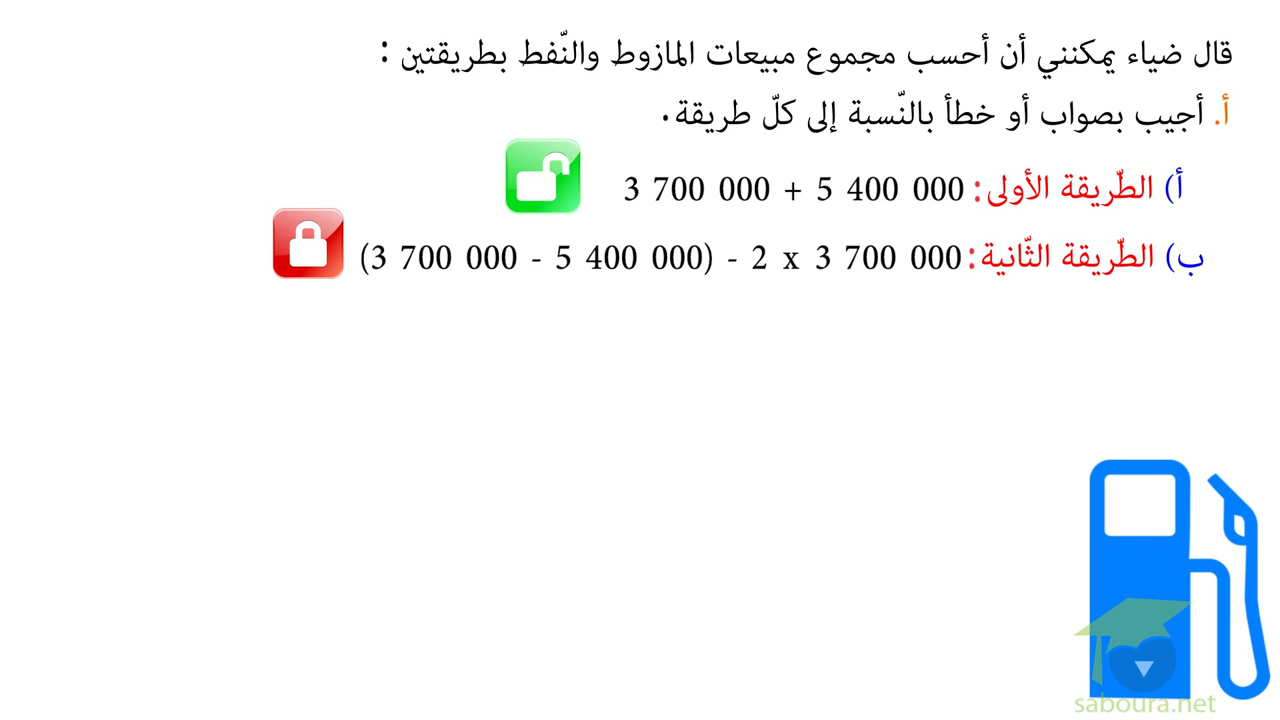 قال ضياء يمكنني أن أحسب مجموع مبيعات المازوط والنّفط بطريقتين :
أ. أجيب بصواب أو خطأ بالنّسبة إلى كلّ طريقة.
أ) الطّريقة الأولى: 3 700 000 + 5 400 000
ب) الطّريقة الثّانية: (3 700 000 - 5 400 000) - 2 x 3 700 000
saboura.net